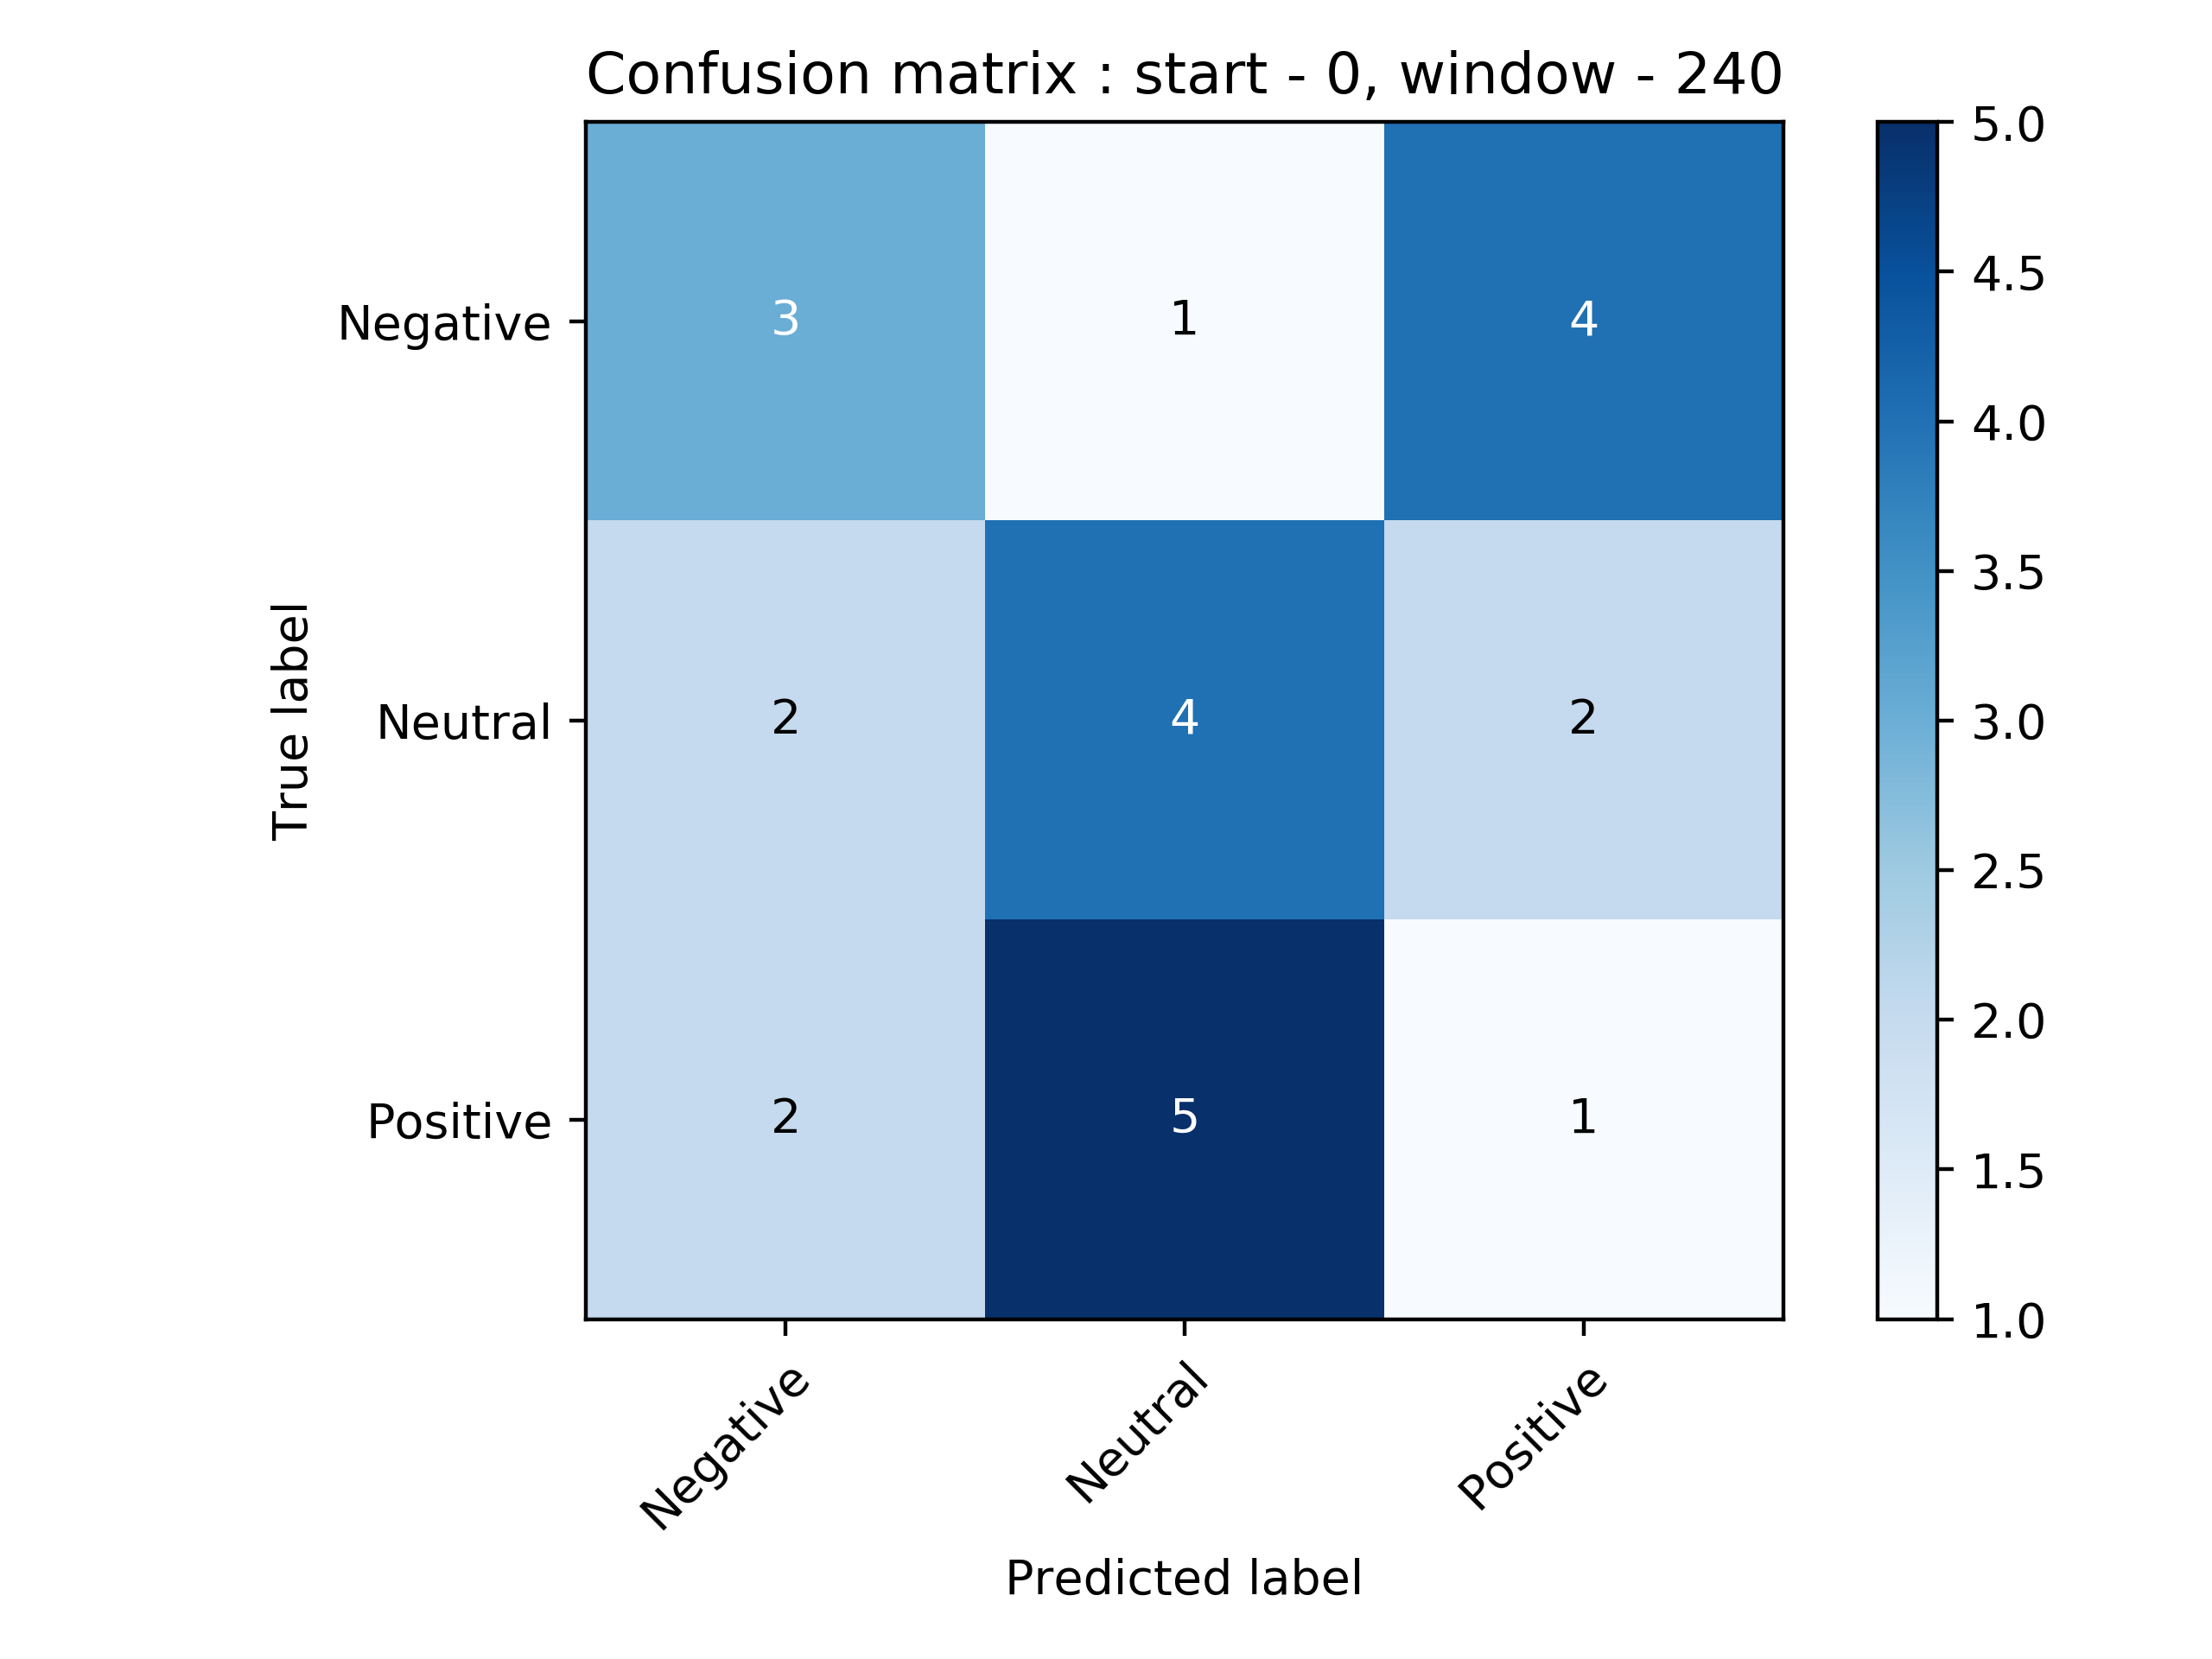 Confusion matrix : start - 0, window - 240
True label
Negative
3 1 4
Neutral
2 4 2
Positive
2 5 1
Negative
Neutral
Positive
Predicted label
5.0
4.5
4.0
3.5
3.0
2.5
2.0
1.5
1.0